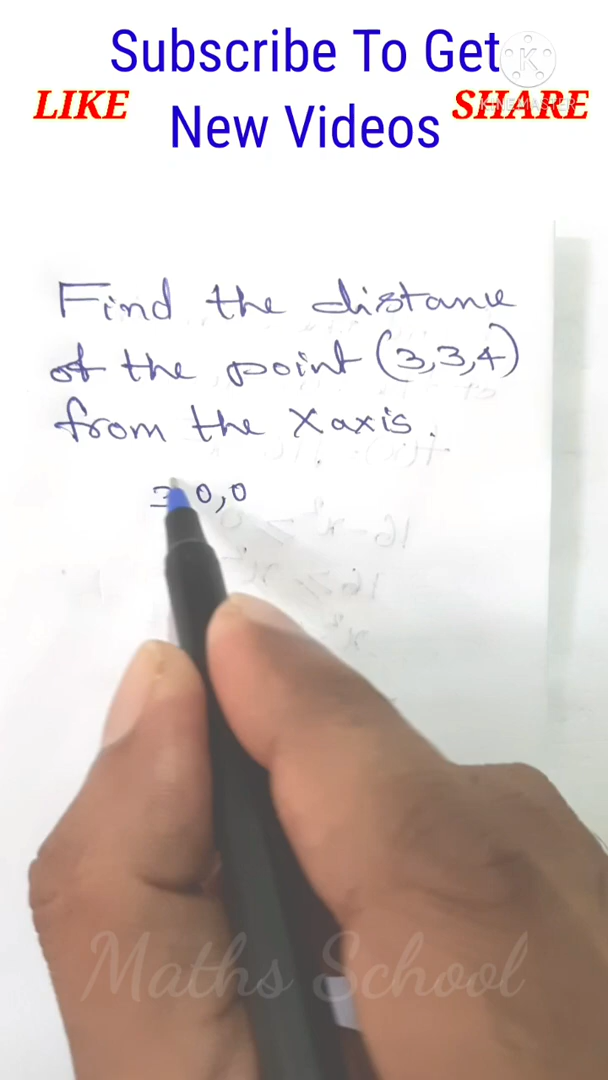 Subscribe To Get
LIKE
SHARE
New Videos
KINEMASTER
Find the distance
of the point (3,3,4)
from the X axis.
3 0,0
Maths School